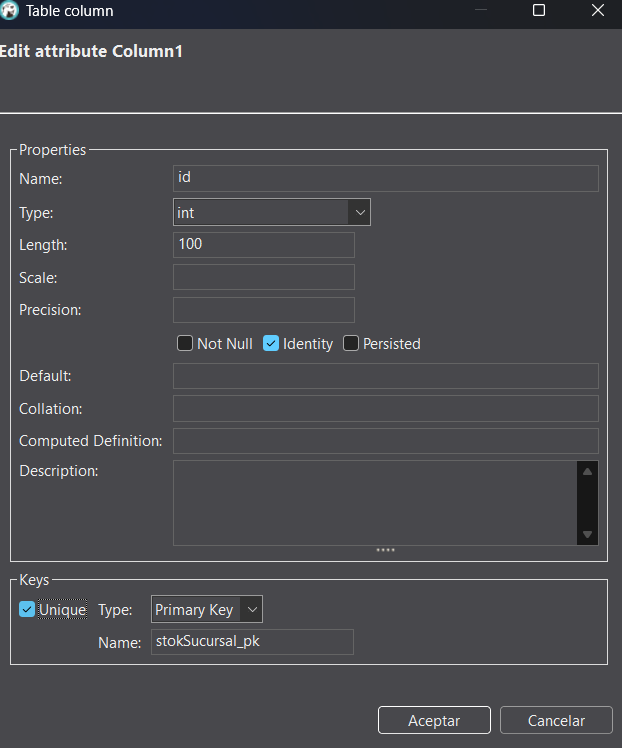 Table column
Edit attribute Column1
Properties
Name: id
Type: int
Length: 100
Scale:
Precision:
Not Null Identity Persisted
Default:
Collation:
Computed Definition:
Description:
Keys
Unique Type: Primary Key
Name: stokSucursal_pk
Aceptar Cancelar